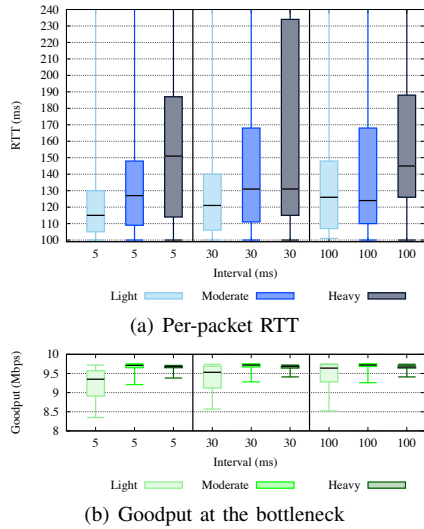 240
230
220
210
200
190
180
170
160
150
140
130
120
110
100
RTT (ms)
5 5 5 30 30 30 100 100 100
Interval (ms)
Light Moderate Heavy
(a) Per-packet RTT
10
9.5
9
8.5
8
Goodput (Mbps)
5 5 5 30 30 30 100 100 100
Interval (ms)
Light Moderate Heavy
(b) Goodput at the bottleneck